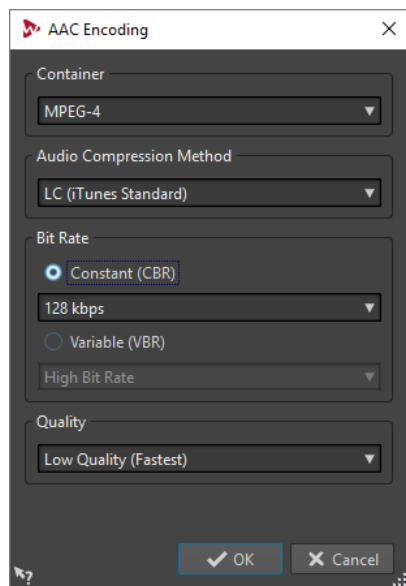 AAC Encoding
Container
MPEG-4
Audio Compression Method
LC (iTunes Standard)
Bit Rate
Constant (CBR)
128 kbps
Variable (VBR)
High Bit Rate
Quality
Low Quality (Fastest)
OK
Cancel